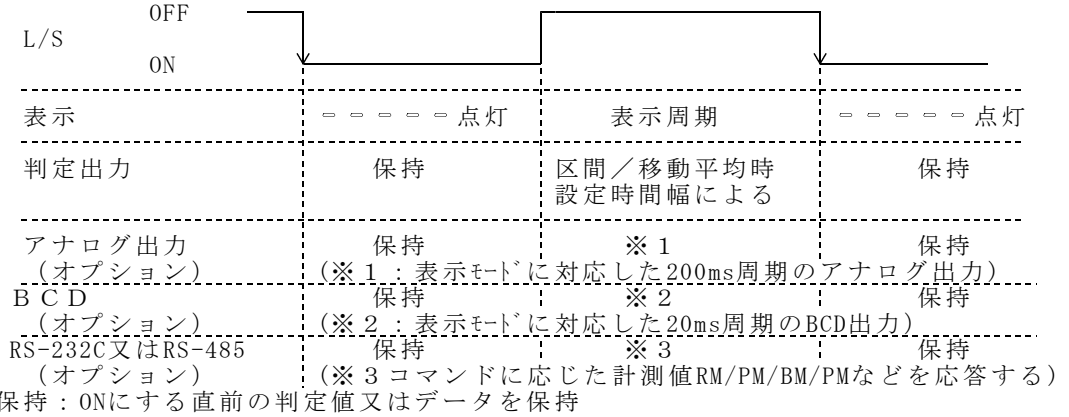 OFF
L/S
ON
表示 －－－－－点灯 表示周期 －－－－－点灯
判定出力 保持 区間／移動平均時 保持
設定時間幅による
アナログ出力 保持 ※１ 保持
（オプション） (※１：表示ﾓｰﾄﾞに対応した200ms周期のアナログ出力)
ＢＣＤ 保持 ※２ 保持
（オプション） (※２：表示ﾓｰﾄﾞに対応した20ms周期のBCD出力)
RS-232C又はRS-485 保持 ※３ 保持
（オプション） (※３コマンドに応じた計測値RM/PM/BM/PMなどを応答する)
保持：ONにする直前の判定値又はデータを保持